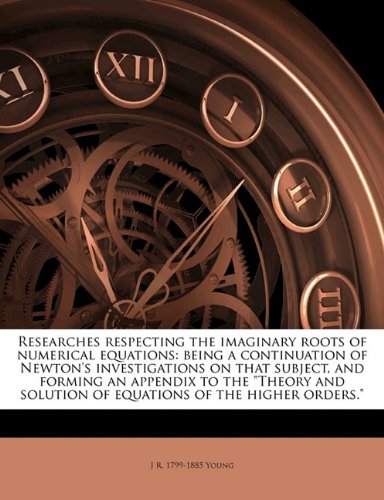 XI
XII
I
II
III
Researches respecting the imaginary roots of
numerical equations: being a continuation of
Newton's investigations on that subject, and
forming an appendix to the "Theory and
solution of equations of the higher orders."
J R. 1799-1885 Young